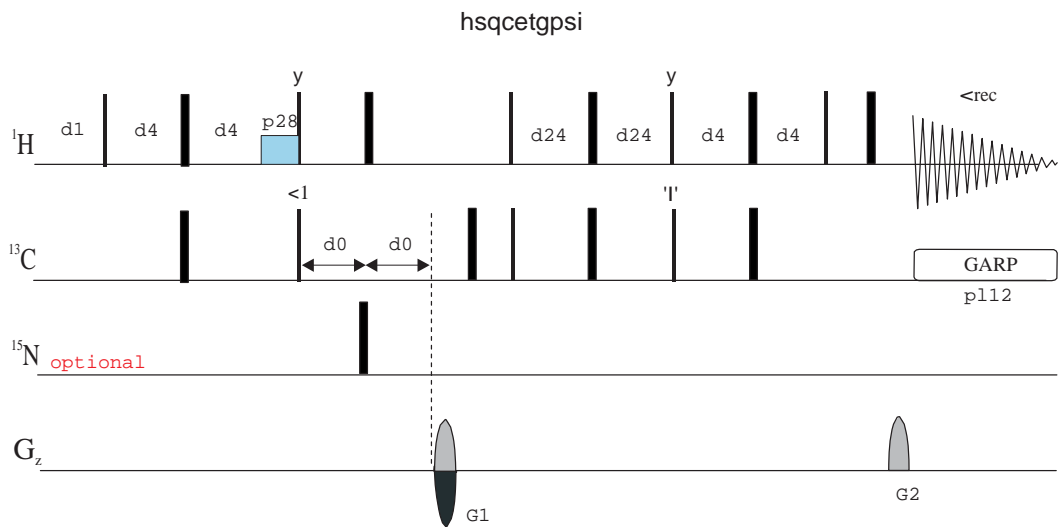 hsqcetgpsi
y y
<rec
¹H d1 d4 d4 p28 d24 d24 d4 d4
<1 'I'
¹³C d0 d0 GARP
pl12
¹⁵N optional
G_z
G1 G2